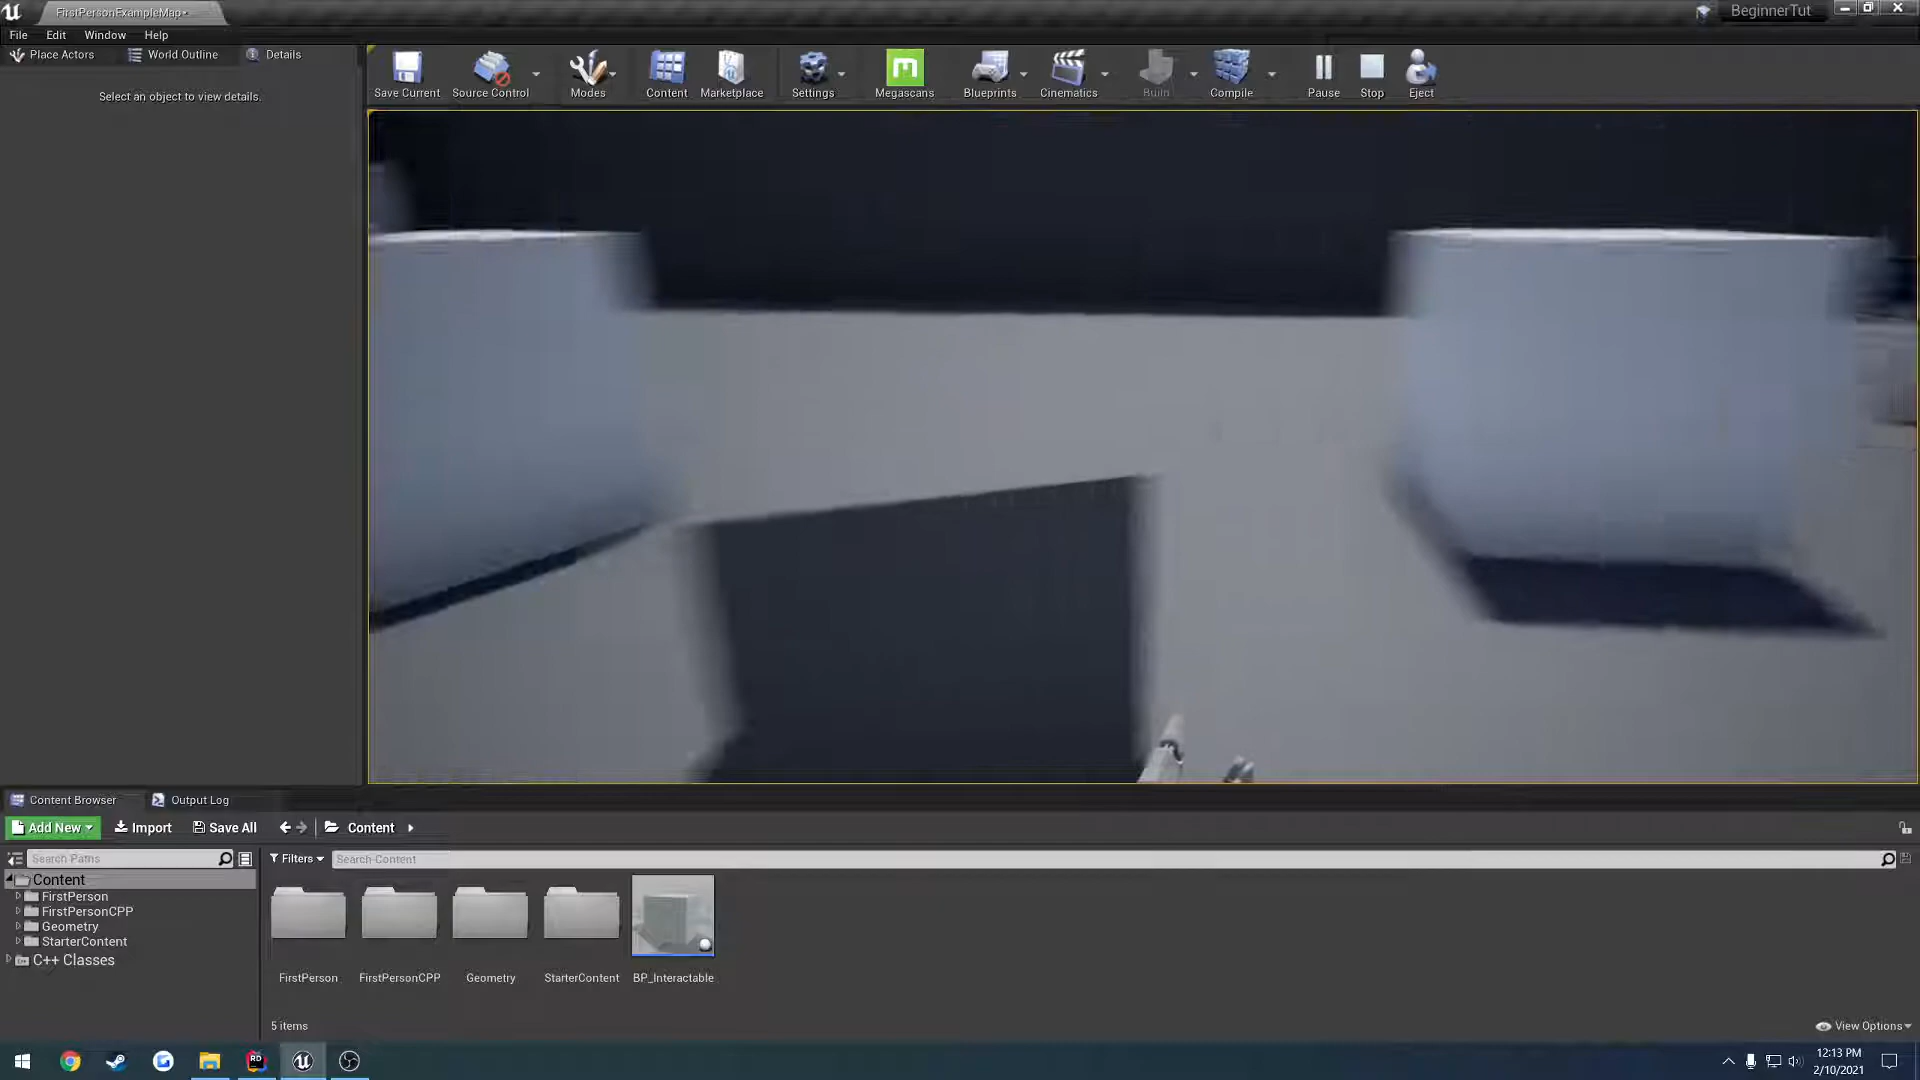 FirstPersonExampleMap*
BeginnerTut
File Edit Window Help
Place Actors World Outline Details
Select an object to view details.
Save Current Source Control Modes Content Marketplace Settings Megascans Blueprints Cinematics Build Compile Pause Stop Eject
Content Browser Output Log
Add New Import Save All Content
Search Paths
Filters Search Content
Content
FirstPerson
FirstPersonCPP
Geometry
StarterContent
C++ Classes
FirstPerson FirstPersonCPP Geometry StarterContent BP_Interactable
5 items
View Options
12:13 PM
2/10/2021